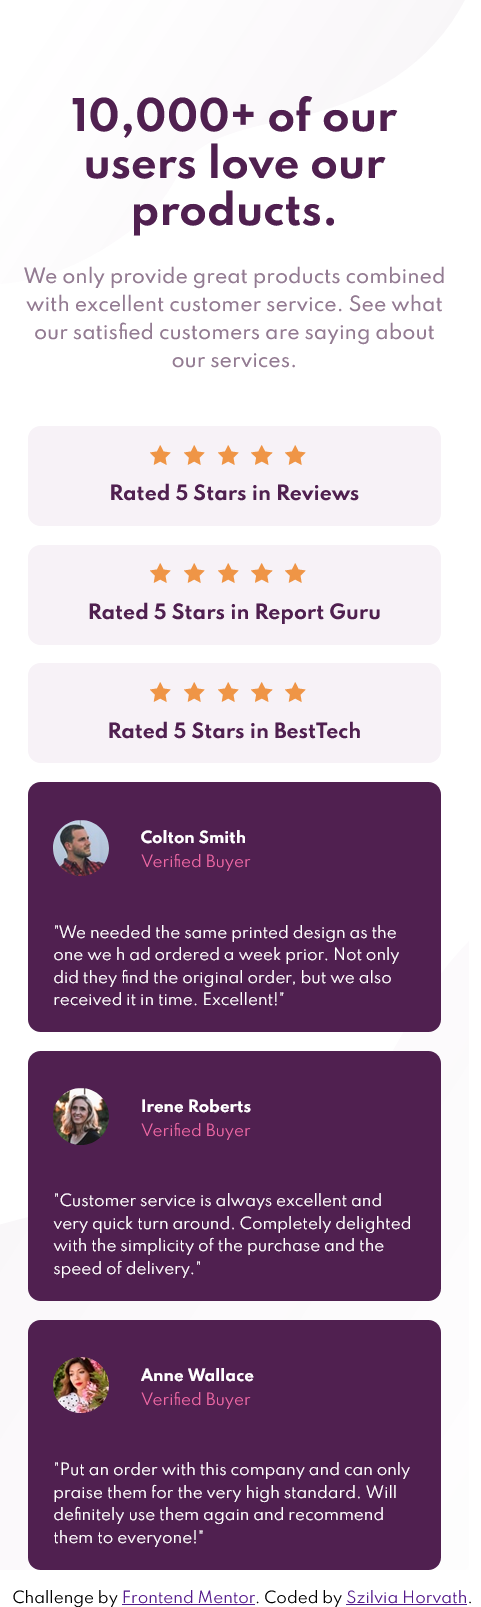 10,000+ of our
users love our
products.
We only provide great products combined
with excellent customer service. See what
our satisfied customers are saying about
our services.
Rated 5 Stars in Reviews
Rated 5 Stars in Report Guru
Rated 5 Stars in BestTech
Colton Smith
Verified Buyer
"We needed the same printed design as the
one we h ad ordered a week prior. Not only
did they find the original order, but we also
received it in time. Excellent!"
Irene Roberts
Verified Buyer
"Customer service is always excellent and
very quick turn around. Completely delighted
with the simplicity of the purchase and the
speed of delivery."
Anne Wallace
Verified Buyer
"Put an order with this company and can only
praise them for the very high standard. Will
definitely use them again and recommend
them to everyone!"
Challenge by Frontend Mentor. Coded by Szilvia Horvath.